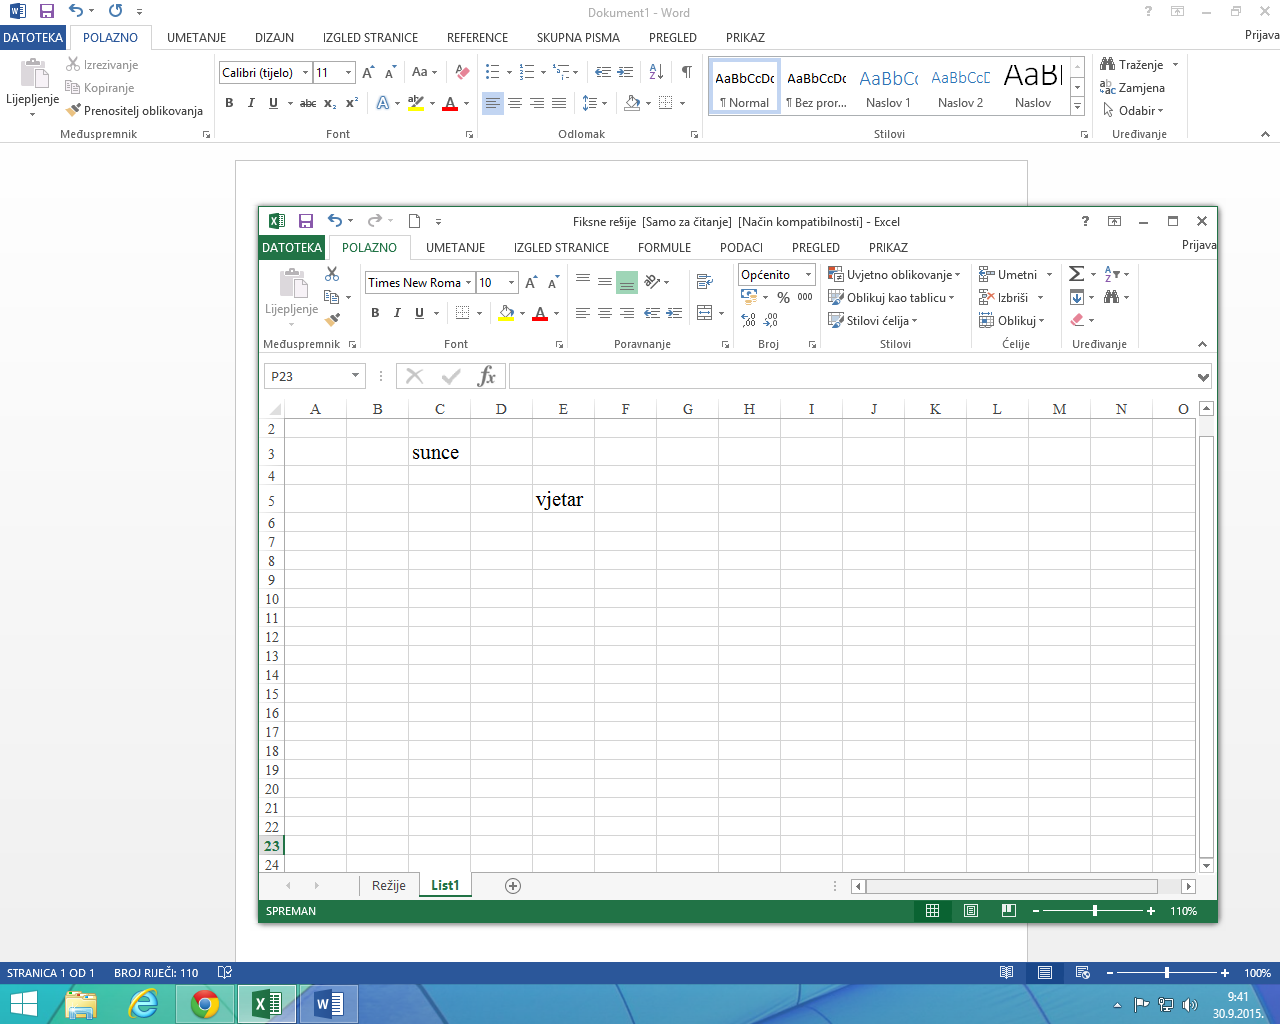 Dokument1 - Word
DATOTEKA POLAZNO UMETANJE DIZAJN IZGLED STRANICE REFERENCE SKUPNA PISMA PREGLED PRIKAZ Prijava
Lijepljenje
Izrezivanje
Kopiranje
Prenositelj oblikovanja
Međuspremnik
Calibri (tijelo) 11
Font
Odlomak
AaBbCcDc AaBbCcDc AaBbCc AaBbCcD AaB
¶ Normal ¶ Bez pror... Naslov 1 Naslov 2 Naslov
Stilovi
Traženje
Zamjena
Odabir
Uređivanje
Fiksne rešije [Samo za čitanje] [Način kompatibilnosti] - Excel
DATOTEKA POLAZNO UMETANJE IZGLED STRANICE FORMULE PODACI PREGLED PRIKAZ Prijava
Lijepljenje
Međuspremnik
Times New Roma 10
B I U
Font
Poravnanje
Općenito
% 000
Broj
Uvjetno oblikovanje
Oblikuj kao tablicu
Stilovi ćelija
Stilovi
Umetni
Izbriši
Oblikuj
Ćelije
Uređivanje
P23 fx
A B C D E F G H I J K L M N O
2
3 sunce
4
5 vjetar
6
7
8
9
10
11
12
13
14
15
16
17
18
19
20
21
22
23
24
Režije List1
SPREMAN 110%
STRANICA 1 OD 1 BROJ RIJEČI: 110 100%
9:41
30.9.2015.